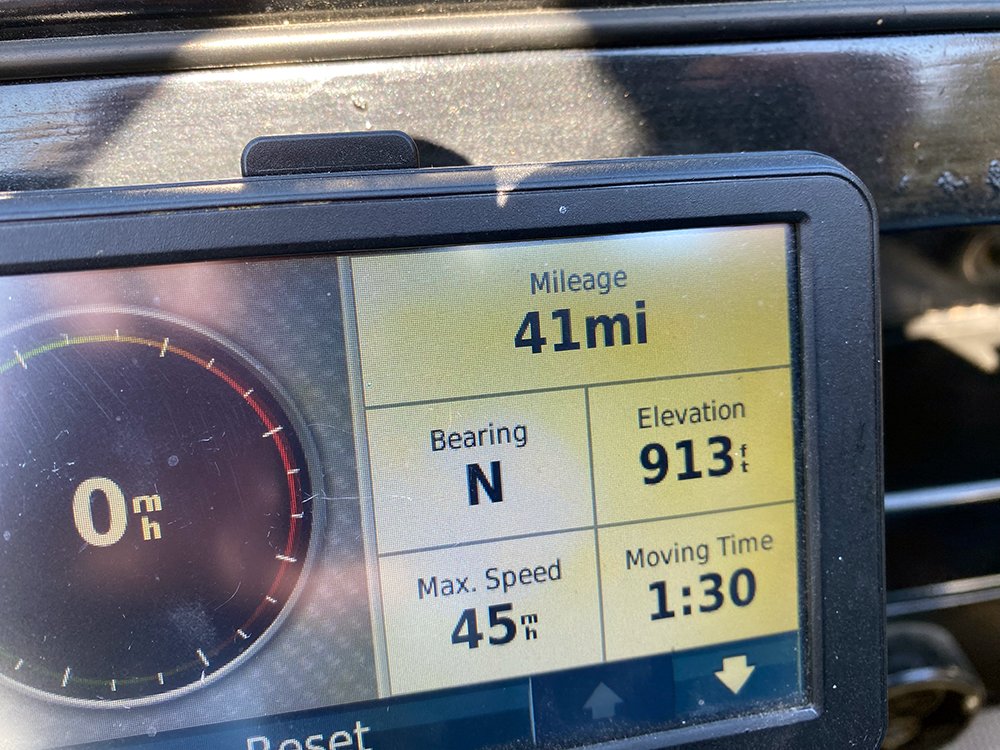 Mileage
41mi
Bearing
N
Elevation
913ft
0mh
Max. Speed
45mh
Moving Time
1:30
Reset